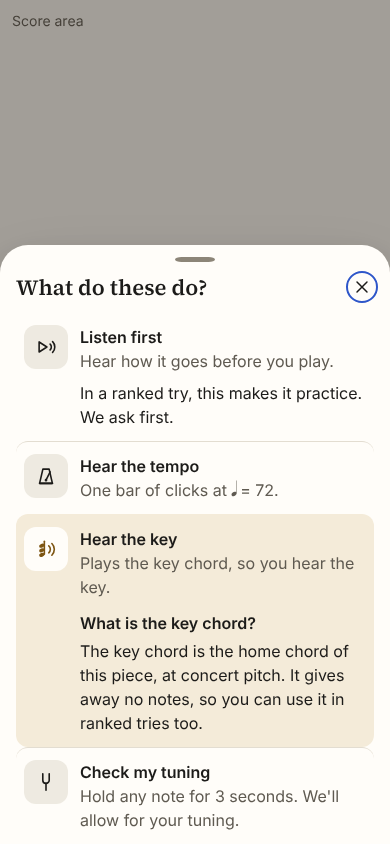 Score area
What do these do?
Listen first
Hear how it goes before you play.
In a ranked try, this makes it practice.
We ask first.
Hear the tempo
One bar of clicks at ♩ = 72.
Hear the key
Plays the key chord, so you hear the
key.
What is the key chord?
The key chord is the home chord of
this piece, at concert pitch. It gives
away no notes, so you can use it in
ranked tries too.
Check my tuning
Hold any note for 3 seconds. We'll
allow for your tuning.